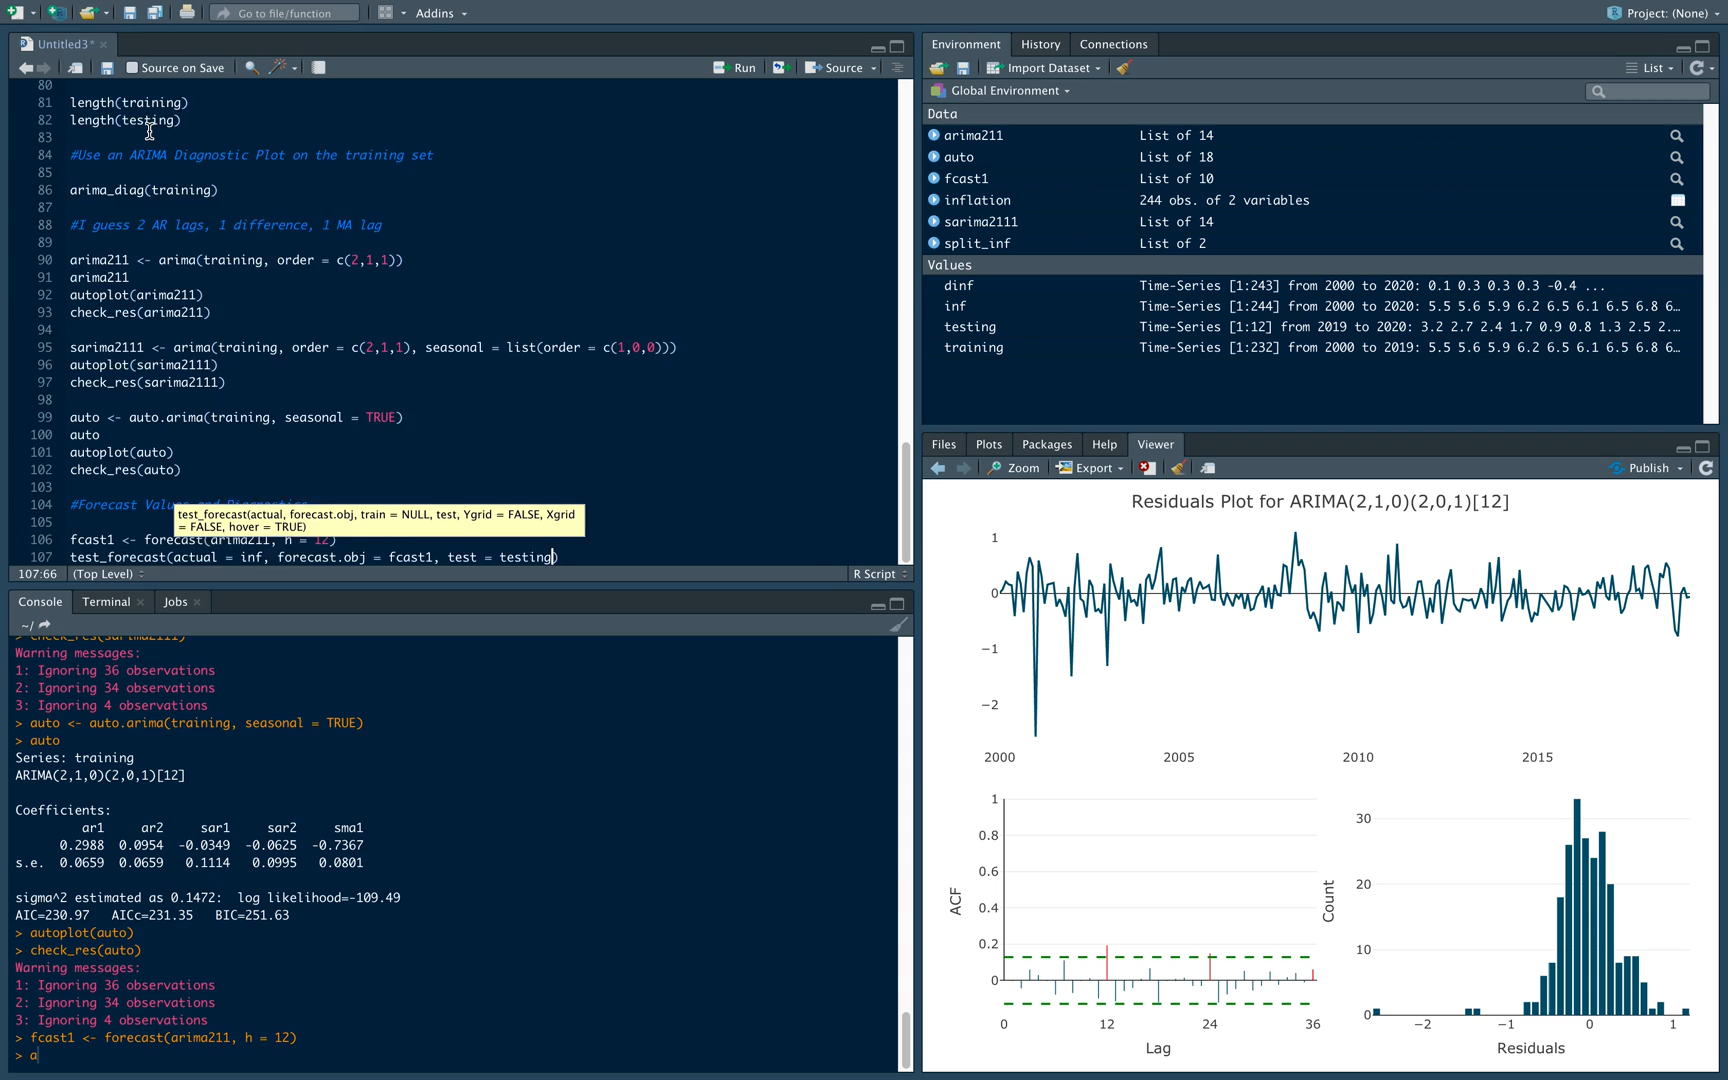 Go to file/function
Addins
Project: (None)
Untitled3*
Source on Save
Run
Source
80
81 length(training)
82 length(testing)
83
84 #Use an ARIMA Diagnostic Plot on the training set
85
86 arima_diag(training)
87
88 #I guess 2 AR lags, 1 difference, 1 MA lag
89
90 arima211 <- arima(training, order = c(2,1,1))
91 arima211
92 autoplot(arima211)
93 check_res(arima211)
94
95 sarima2111 <- arima(training, order = c(2,1,1), seasonal = list(order = c(1,0,0)))
96 autoplot(sarima2111)
97 check_res(sarima2111)
98
99 auto <- auto.arima(training, seasonal = TRUE)
100 auto
101 autoplot(auto)
102 check_res(auto)
103
104 #Forecast Values and Diagnostics
test_forecast(actual, forecast.obj, train = NULL, test, Ygrid = FALSE, Xgrid
= FALSE, hover = TRUE)
105
106 fcast1 <- forecast(arima211, h = 12)
107 test_forecast(actual = inf, forecast.obj = fcast1, test = testing)
107:66 (Top Level) R Script
Console Terminal Jobs
~/
> check_res(sarima2111)
Warning messages:
1: Ignoring 36 observations
2: Ignoring 34 observations
3: Ignoring 4 observations
> auto <- auto.arima(training, seasonal = TRUE)
> auto
Series: training
ARIMA(2,1,0)(2,0,1)[12]
Coefficients:
ar1 ar2 sar1 sar2 sma1
0.2988 0.0954 -0.0349 -0.0625 -0.7367
s.e. 0.0659 0.0659 0.1114 0.0995 0.0801
sigma^2 estimated as 0.1472: log likelihood=-109.49
AIC=230.97 AICc=231.35 BIC=251.63
> autoplot(auto)
> check_res(auto)
Warning messages:
1: Ignoring 36 observations
2: Ignoring 34 observations
3: Ignoring 4 observations
> fcast1 <- forecast(arima211, h = 12)
> a
Environment History Connections
Import Dataset List
Global Environment
Data
arima211 List of 14
auto List of 18
fcast1 List of 10
inflation 244 obs. of 2 variables
sarima2111 List of 14
split_inf List of 2
Values
dinf Time-Series [1:243] from 2000 to 2020: 0.1 0.3 0.3 0.3 -0.4 ...
inf Time-Series [1:244] from 2000 to 2020: 5.5 5.6 5.9 6.2 6.5 6.1 6.5 6.8 6…
testing Time-Series [1:12] from 2019 to 2020: 3.2 2.7 2.4 1.7 0.9 0.8 1.3 2.5 2.…
training Time-Series [1:232] from 2000 to 2019: 5.5 5.6 5.9 6.2 6.5 6.1 6.5 6.8 6…
Files Plots Packages Help Viewer
Zoom Export Publish
Residuals Plot for ARIMA(2,1,0)(2,0,1)[12]
1
0
−1
−2
2000 2005 2010 2015
1
0.8
0.6
0.4
0.2
0
ACF
0 12 24 36
Lag
30
20
10
0
Count
−2 −1 0 1
Residuals